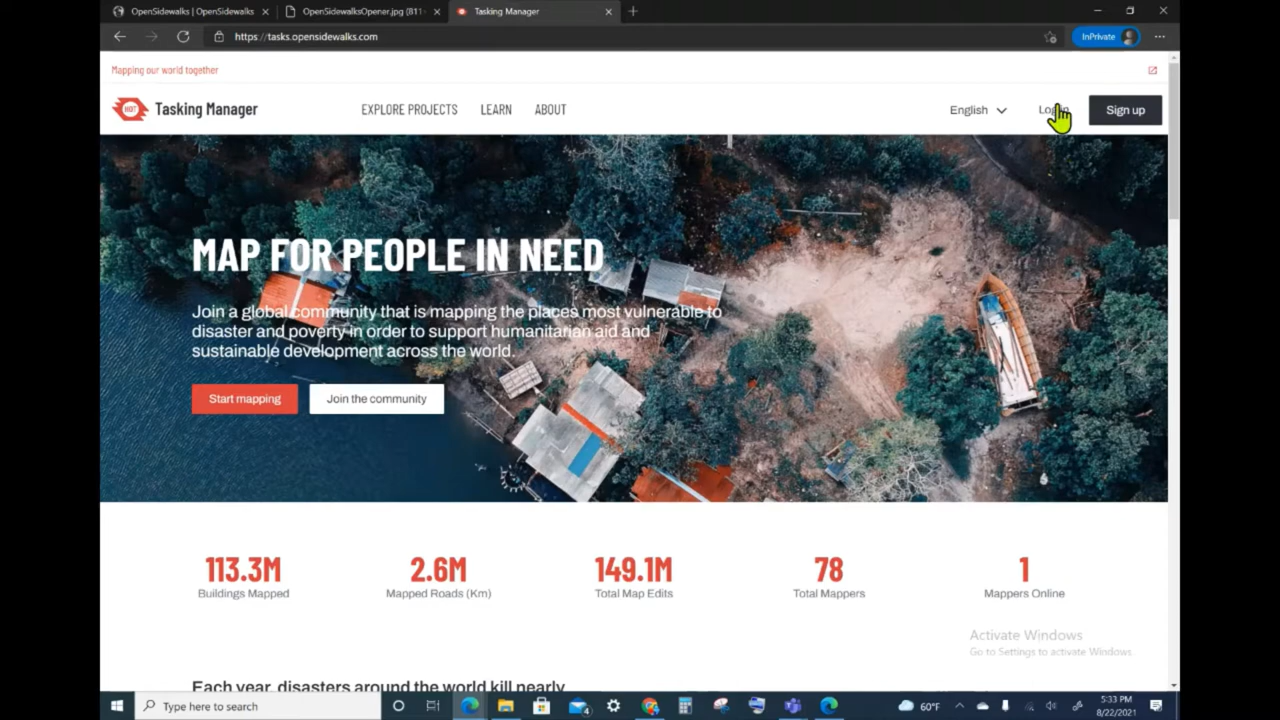 OpenSidewalks | OpenSidewalks
OpenSidewalksOpener.jpg (811
Tasking Manager
https://tasks.opensidewalks.com
InPrivate
Mapping our world together
HOT
Tasking Manager
EXPLORE PROJECTS
LEARN
ABOUT
English
Sign up
MAP FOR PEOPLE IN NEED
Join a global community that is mapping the places most vulnerable to
disaster and poverty in order to support humanitarian aid and
sustainable development across the world.
Start mapping
Join the community
113.3M
Buildings Mapped
2.6M
Mapped Roads (Km)
149.1M
Total Map Edits
78
Total Mappers
1
Mappers Online
Activate Windows
Go to Settings to activate Windows.
Each year, disasters around the world kill nearly
Type here to search
4
60°F
5:33 PM
8/22/2021